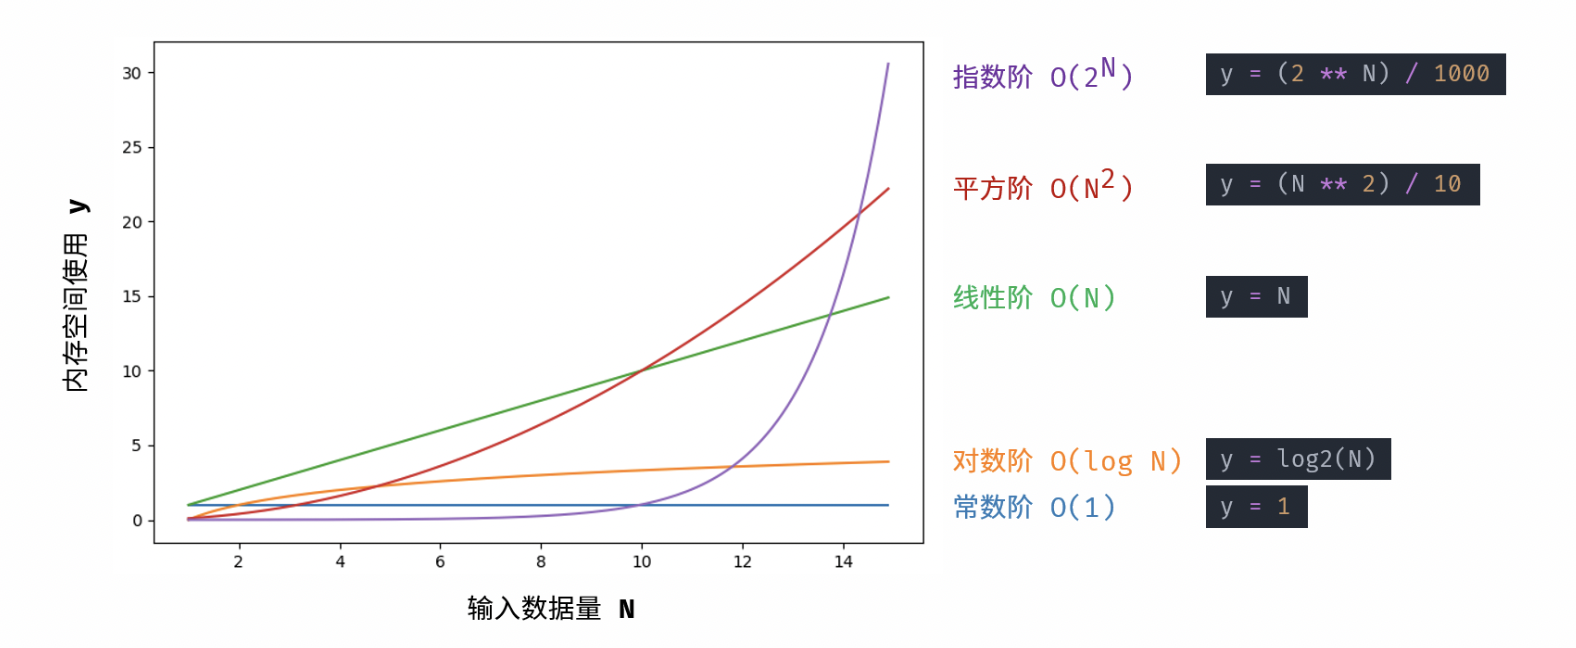 30
25
20
15
10
5
0
2 4 6 8 10 12 14
内存空间使用 y
输入数据量 N
指数阶 O(2^N) y = (2 ** N) / 1000
平方阶 O(N^2) y = (N ** 2) / 10
线性阶 O(N) y = N
对数阶 O(log N) y = log2(N)
常数阶 O(1) y = 1